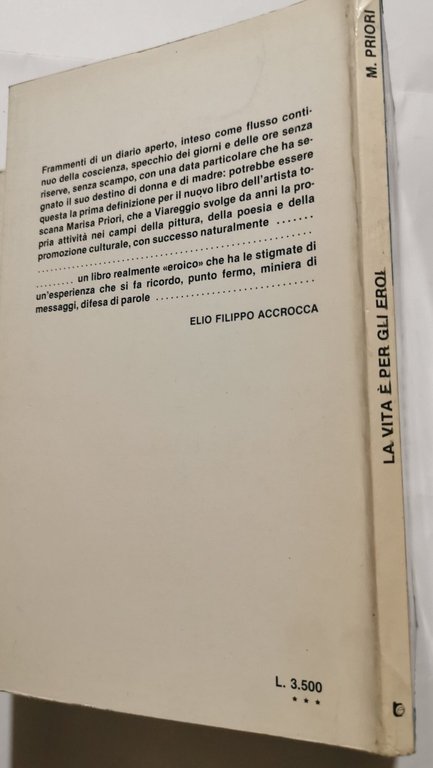 Frammenti di un diario aperto, inteso come flusso conti-
nuo della coscienza, specchio dei giorni e delle ore senza
riserve, senza scampo, con una data particolare che ha se-
gnato il suo destino di donna e di madre: potrebbe essere
questa la prima definizione per il nuovo libro dell'artista to-
scana Marisa Priori, che a Viareggio svolge da anni la pro-
pria attività nei campi della pittura, della poesia e della
promozione culturale, con successo naturalmente .......
..................................................
......... un libro realmente «eroico» che ha le stigmate di
un'esperienza che si fa ricordo, punto fermo, miniera di
messaggi, difesa di parole ............................
ELIO FILIPPO ACCROCCA
L. 3.500
* * *
M. PRIORI
LA VITA È PER GLI EROI